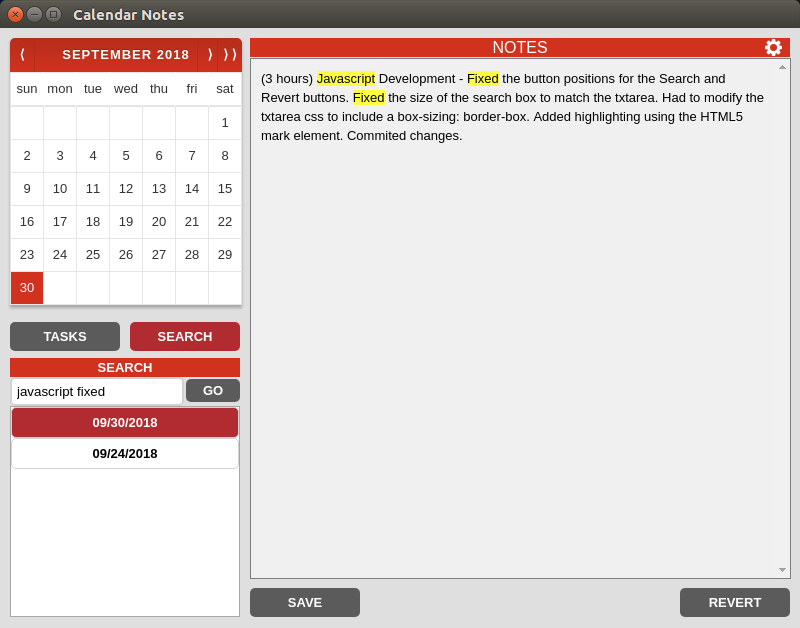 Calendar Notes
⟨ SEPTEMBER 2018 ⟩ ⟩⟩
sun mon tue wed thu fri sat
1
2 3 4 5 6 7 8
9 10 11 12 13 14 15
16 17 18 19 20 21 22
23 24 25 26 27 28 29
30
TASKS SEARCH
SEARCH
javascript fixed GO
09/30/2018
09/24/2018
NOTES
(3 hours) Javascript Development - Fixed the button positions for the Search and
Revert buttons. Fixed the size of the search box to match the txtarea. Had to modify the
txtarea css to include a box-sizing: border-box. Added highlighting using the HTML5
mark element. Commited changes.
SAVE REVERT